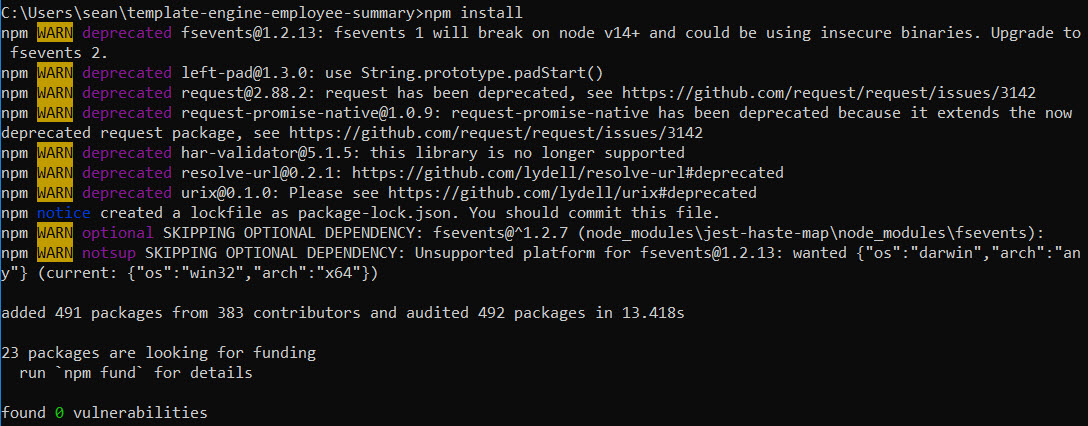 C:\Users\sean\template-engine-employee-summary>npm install
npm WARN deprecated fsevents@1.2.13: fsevents 1 will break on node v14+ and could be using insecure binaries. Upgrade to
 fsevents 2.
npm WARN deprecated left-pad@1.3.0: use String.prototype.padStart()
npm WARN deprecated request@2.88.2: request has been deprecated, see https://github.com/request/request/issues/3142
npm WARN deprecated request-promise-native@1.0.9: request-promise-native has been deprecated because it extends the now
deprecated request package, see https://github.com/request/request/issues/3142
npm WARN deprecated har-validator@5.1.5: this library is no longer supported
npm WARN deprecated resolve-url@0.2.1: https://github.com/lydell/resolve-url#deprecated
npm WARN deprecated urix@0.1.0: Please see https://github.com/lydell/urix#deprecated
npm notice created a lockfile as package-lock.json. You should commit this file.
npm WARN optional SKIPPING OPTIONAL DEPENDENCY: fsevents@^1.2.7 (node_modules\jest-haste-map\node_modules\fsevents):
npm WARN notsup SKIPPING OPTIONAL DEPENDENCY: Unsupported platform for fsevents@1.2.13: wanted {"os":"darwin","arch":"an
y"} (current: {"os":"win32","arch":"x64"})

added 491 packages from 383 contributors and audited 492 packages in 13.418s

23 packages are looking for funding
  run `npm fund` for details

found 0 vulnerabilities